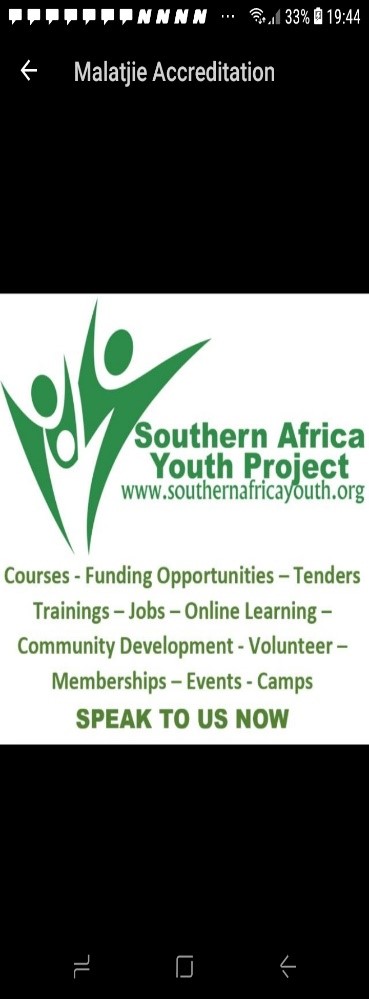 33% 19:44
Malatjie Accreditation
Southern Africa
Youth Project
www.southernafricayouth.org
Courses - Funding Opportunities – Tenders
Trainings – Jobs – Online Learning –
Community Development - Volunteer –
Memberships – Events - Camps
SPEAK TO US NOW